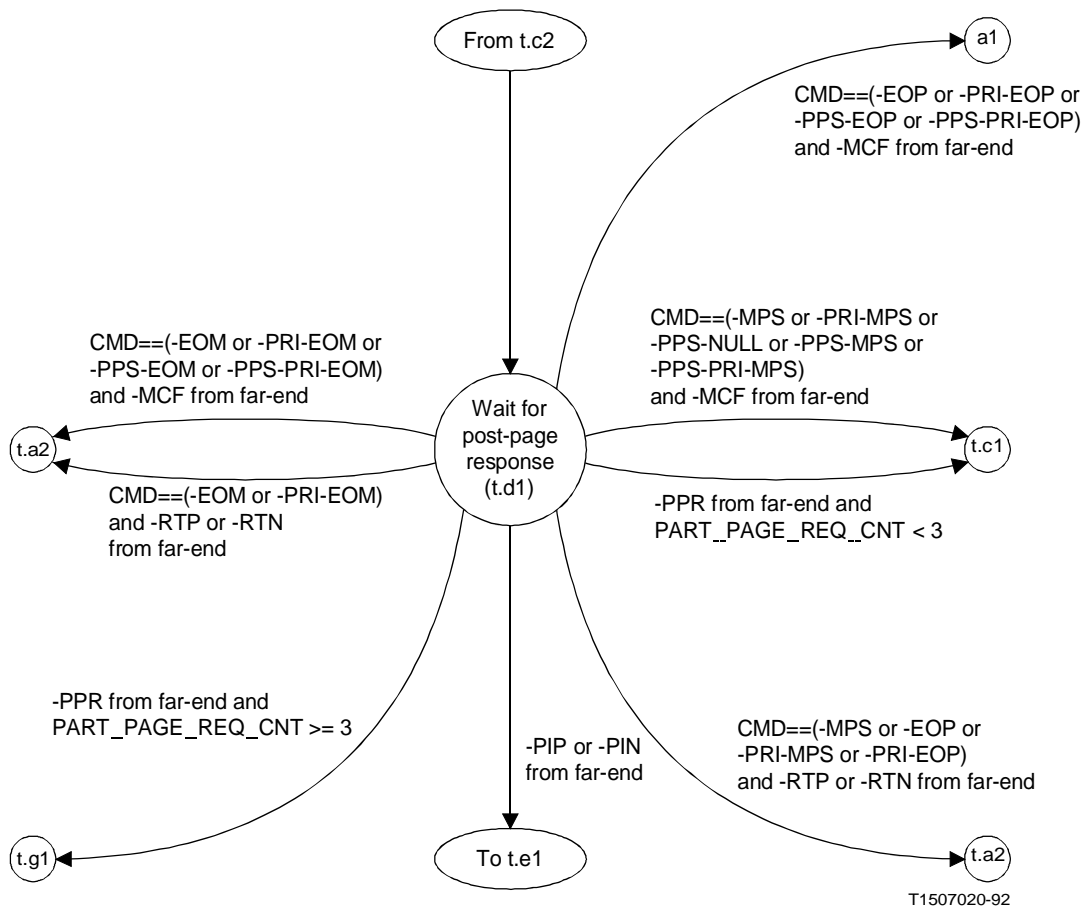 From t.c2
a1
CMD==(-EOP or -PRI-EOP or
-PPS-EOP or -PPS-PRI-EOP)
and -MCF from far-end
CMD==(-EOM or -PRI-EOM or
-PPS-EOM or -PPS-PRI-EOM)
and -MCF from far-end
CMD==(-MPS or -PRI-MPS or
-PPS-NULL or -PPS-MPS or
-PPS-PRI-MPS)
and -MCF from far-end
t.a2
Wait for
post-page
response
(t.d1)
t.c1
CMD==(-EOM or -PRI-EOM)
and -RTP or -RTN
from far-end
-PPR from far-end and
PART_PAGE_REQ_CNT < 3
-PPR from far-end and
PART_PAGE_REQ_CNT >= 3
-PIP or -PIN
from far-end
CMD==(-MPS or -EOP or
-PRI-MPS or -PRI-EOP)
and -RTP or -RTN from far-end
t.g1
To t.e1
t.a2
T1507020-92